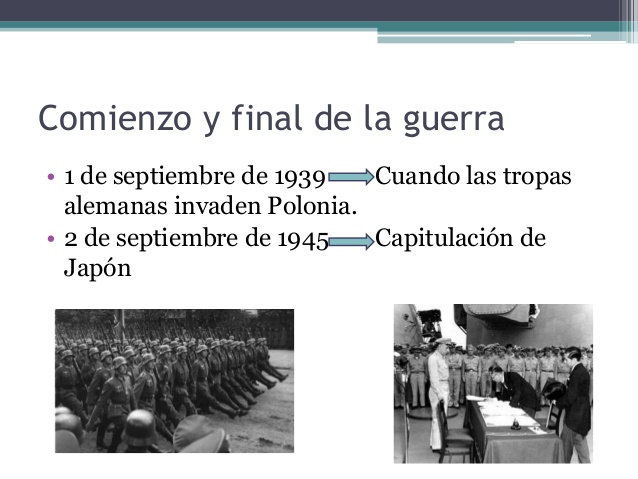 Comienzo y final de la guerra
• 1 de septiembre de 1939 Cuando las tropas
alemanas invaden Polonia.
• 2 de septiembre de 1945 Capitulación de
Japón